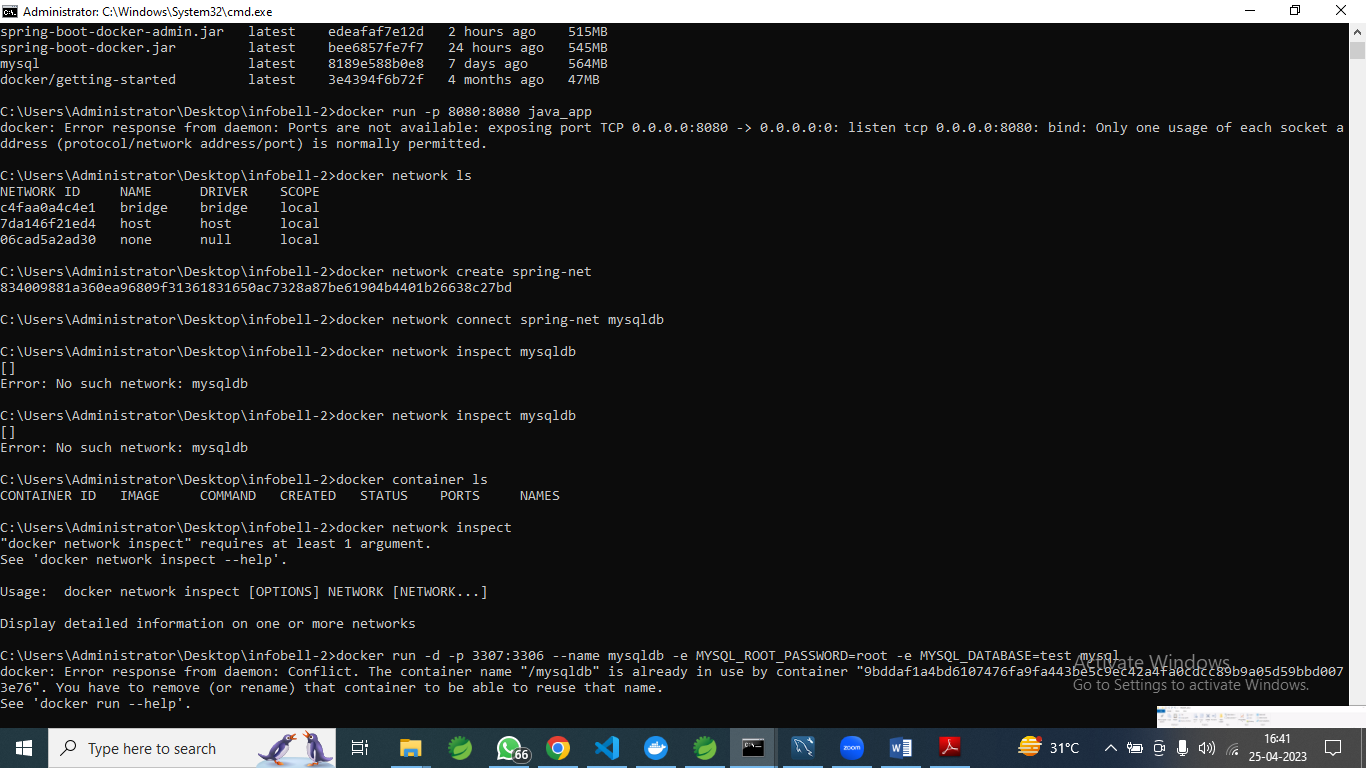 Administrator: C:\Windows\System32\cmd.exe
spring-boot-docker-admin.jar   latest    edeafaf7e12d   2 hours ago    515MB
spring-boot-docker.jar         latest    bee6857fe7f7   24 hours ago   545MB
mysql                          latest    8189e588b0e8   7 days ago     564MB
docker/getting-started         latest    3e4394f6b72f   4 months ago   47MB
C:\Users\Administrator\Desktop\infobell-2>docker run -p 8080:8080 java_app
docker: Error response from daemon: Ports are not available: exposing port TCP 0.0.0.0:8080 -> 0.0.0.0:0: listen tcp 0.0.0.0:8080: bind: Only one usage of each socket a
ddress (protocol/network address/port) is normally permitted.
C:\Users\Administrator\Desktop\infobell-2>docker network ls
NETWORK ID     NAME      DRIVER    SCOPE
c4faa0a4c4e1   bridge    bridge    local
7da146f21ed4   host      host      local
06cad5a2ad30   none      null      local
C:\Users\Administrator\Desktop\infobell-2>docker network create spring-net
834009881a360ea96809f31361831650ac7328a87be61904b4401b26638c27bd
C:\Users\Administrator\Desktop\infobell-2>docker network connect spring-net mysqldb
C:\Users\Administrator\Desktop\infobell-2>docker network inspect mysqldb
[]
Error: No such network: mysqldb
C:\Users\Administrator\Desktop\infobell-2>docker network inspect mysqldb
[]
Error: No such network: mysqldb
C:\Users\Administrator\Desktop\infobell-2>docker container ls
CONTAINER ID   IMAGE     COMMAND   CREATED   STATUS    PORTS     NAMES
C:\Users\Administrator\Desktop\infobell-2>docker network inspect
"docker network inspect" requires at least 1 argument.
See 'docker network inspect --help'.
Usage:  docker network inspect [OPTIONS] NETWORK [NETWORK...]
Display detailed information on one or more networks
C:\Users\Administrator\Desktop\infobell-2>docker run -d -p 3307:3306 --name mysqldb -e MYSQL_ROOT_PASSWORD=root -e MYSQL_DATABASE=test mysql
docker: Error response from daemon: Conflict. The container name "/mysqldb" is already in use by container "9bddaf1a4bd6107476fa9fa443be5c9ec42a4fa0cdcc89b9a05d59bbd007
3e76". You have to remove (or rename) that container to be able to reuse that name.
See 'docker run --help'.
Activate Windows
Go to Settings to activate Windows.
Type here to search
66
zoom
31°C
16:41
25-04-2023